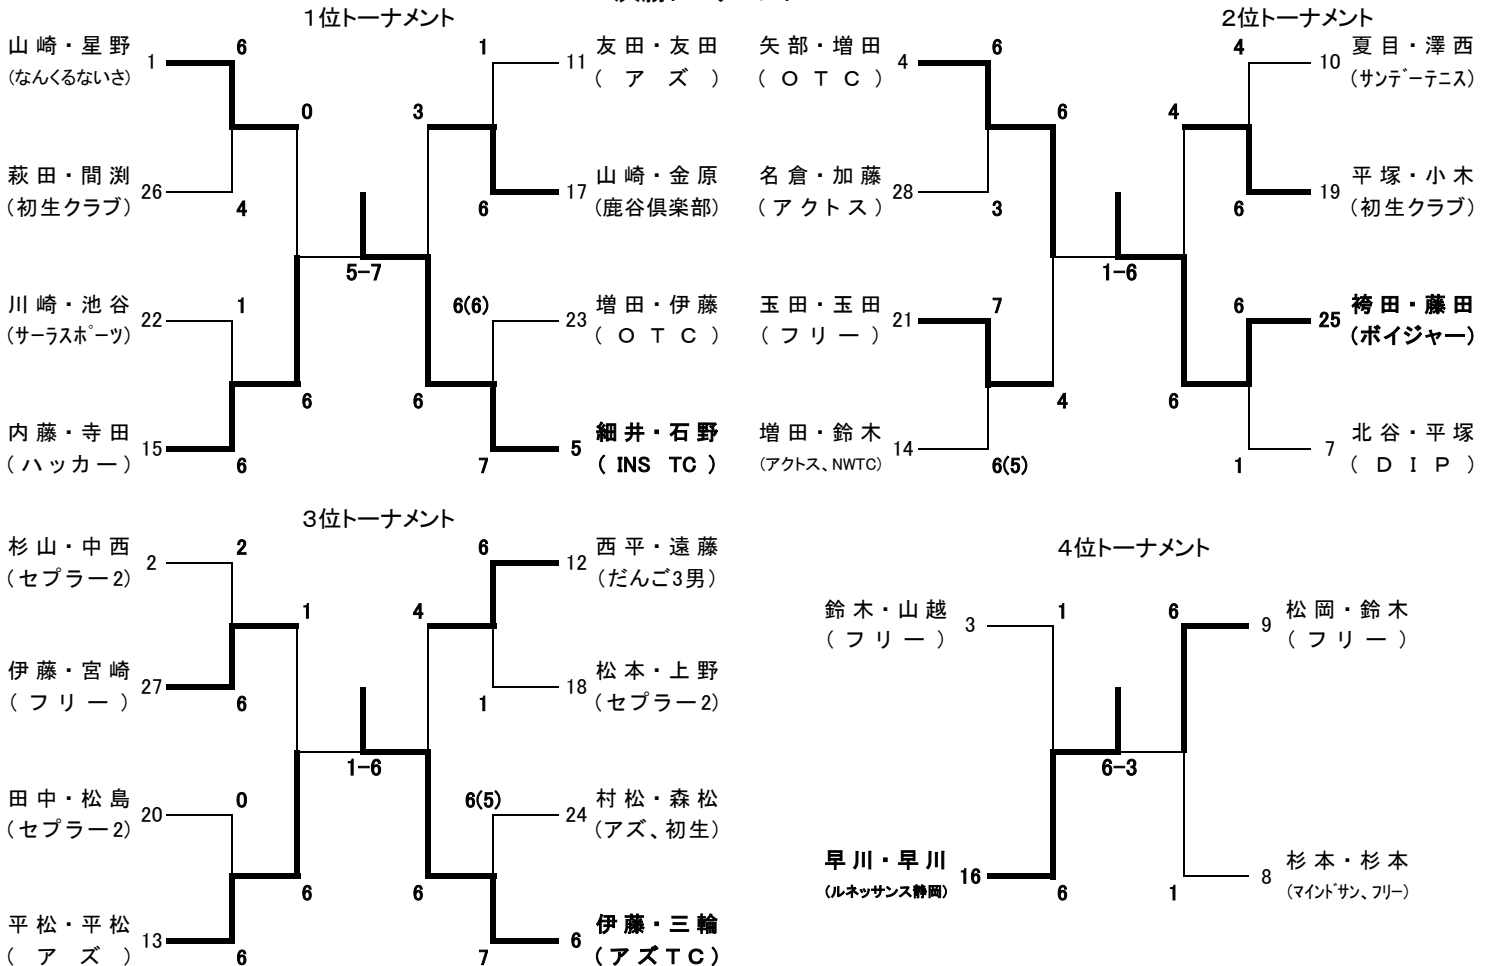 1位トーナメント
山崎・星野
(なんくるないさ)
1
6
萩田・間渕
(初生クラブ)
26
4
0
川崎・池谷
(サーラスポーツ)
22
1
内藤・寺田
(ハッカー)
15
6
6
5-7
1
友田・友田
(アズ)
11
3
山崎・金原
(鹿谷倶楽部)
17
6
6(6)
増田・伊藤
(OTC)
23
6
細井・石野
(INS TC)
5
7
2位トーナメント
矢部・増田
(OTC)
4
6
6
名倉・加藤
(アクトス)
28
3
玉田・玉田
(フリー)
21
7
4
増田・鈴木
(アクトス、NWTC)
14
6(5)
1-6
4
夏目・澤西
(サンデーテニス)
10
4
平塚・小木
(初生クラブ)
19
6
6
袴田・藤田
(ボイジャー)
25
6
北谷・平塚
(DIP)
7
1
3位トーナメント
杉山・中西
(セプラー2)
2
2
1
伊藤・宮崎
(フリー)
27
6
田中・松島
(セプラー2)
20
0
6
平松・平松
(アズ)
13
6
1-6
6
西平・遠藤
(だんご3男)
12
4
松本・上野
(セプラー2)
18
1
6(5)
村松・森松
(アズ、初生)
24
6
伊藤・三輪
(アズTC)
6
7
4位トーナメント
鈴木・山越
(フリー)
3
1
早川・早川
(ルネッサンス静岡)
16
6
6-3
6
松岡・鈴木
(フリー)
9
杉本・杉本
(マインドサン、フリー)
8
1